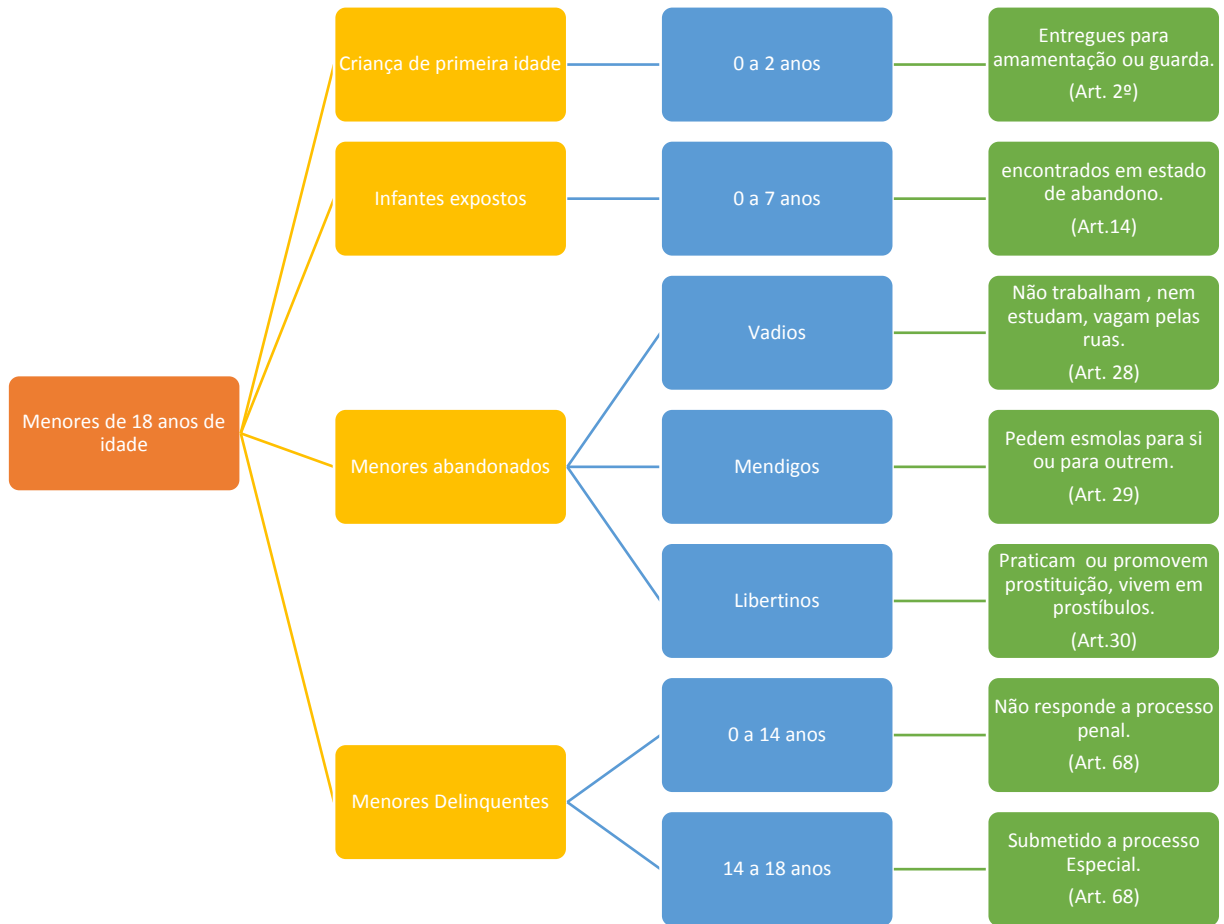 Menores de 18 anos de
idade
Criança de primeira idade
0 a 2 anos
Entregues para
amamentação ou guarda.
(Art. 2º)
Infantes expostos
0 a 7 anos
encontrados em estado
de abandono.
(Art.14)
Menores abandonados
Vadios
Não trabalham , nem
estudam, vagam pelas
ruas.
(Art. 28)
Mendigos
Pedem esmolas para si
ou para outrem.
(Art. 29)
Libertinos
Praticam ou promovem
prostituição, vivem em
prostíbulos.
(Art.30)
Menores Delinquentes
0 a 14 anos
Não responde a processo
penal.
(Art. 68)
14 a 18 anos
Submetido a processo
Especial.
(Art. 68)